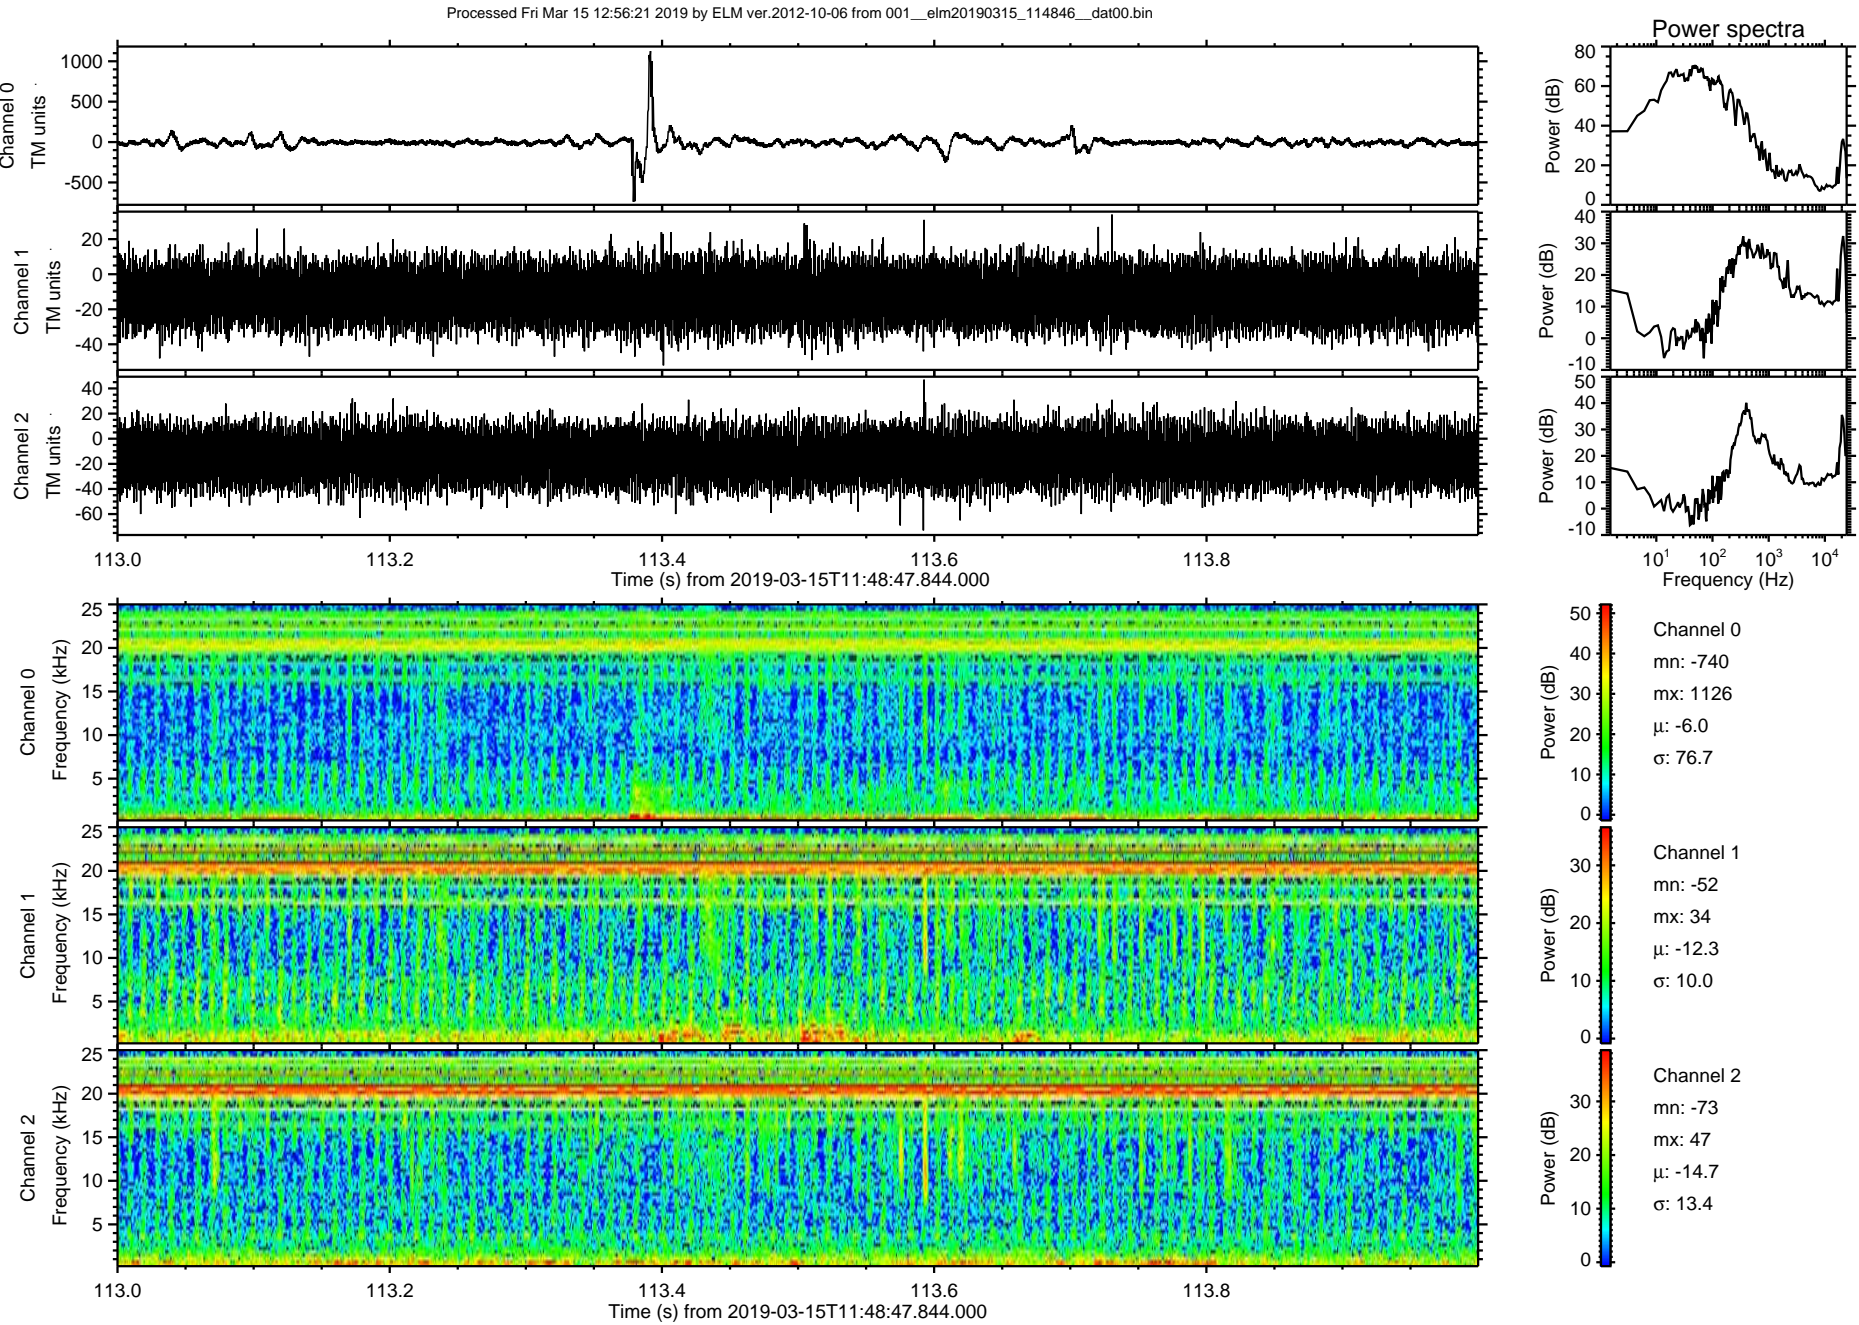 Processed Fri Mar 15 12:56:21 2019 by ELM ver.2012-10-06 from 001__elm20190315_114846__dat00.bin
Power spectra
Channel 0
TM units
1000
500
0
-500
Power (dB)
80
60
40
20
0
Channel 1
TM units
20
0
-20
-40
Power (dB)
40
30
20
10
0
-10
Channel 2
TM units
40
20
0
-20
-40
-60
Power (dB)
50
40
30
20
10
0
-10
113.0 113.2 113.4 113.6 113.8
Time (s) from 2019-03-15T11:48:47.844.000
10¹ 10² 10³ 10⁴
Frequency (Hz)
Channel 0
Frequency (kHz)
25
20
15
10
5
Power (dB)
50
40
30
20
10
0
Channel 0
mn: -740
mx: 1126
µ: -6.0
σ: 76.7
Channel 1
Frequency (kHz)
25
20
15
10
5
Power (dB)
30
20
10
0
Channel 1
mn: -52
mx: 34
µ: -12.3
σ: 10.0
Channel 2
Frequency (kHz)
25
20
15
10
5
Power (dB)
30
20
10
0
Channel 2
mn: -73
mx: 47
µ: -14.7
σ: 13.4
113.0 113.2 113.4 113.6 113.8
Time (s) from 2019-03-15T11:48:47.844.000